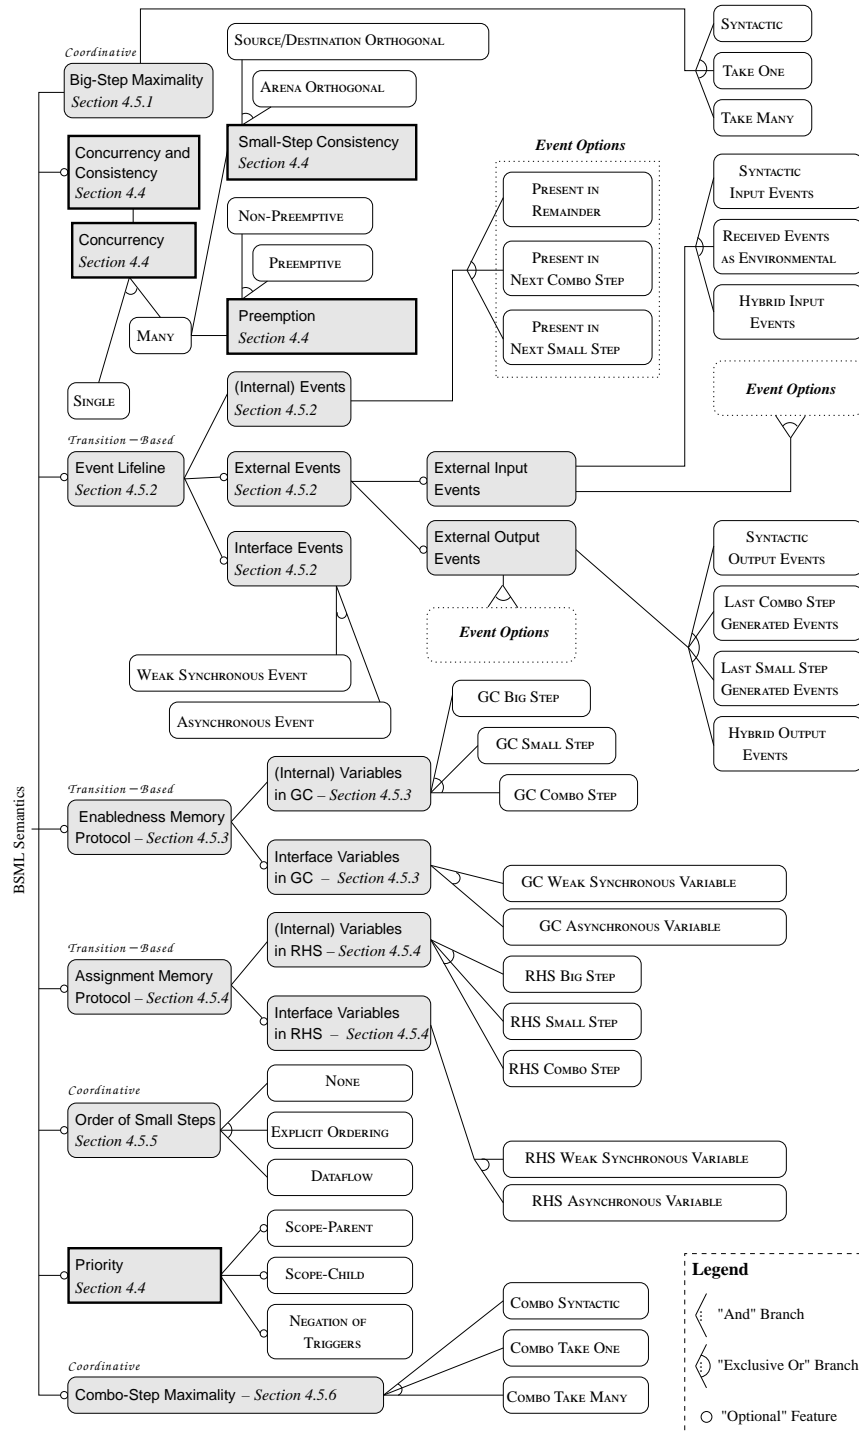 SOURCE/DESTINATION ORTHOGONAL
SYNTACTIC
Coordinative
Big-Step Maximality
Section 4.5.1
TAKE ONE
ARENA ORTHOGONAL
TAKE MANY
Concurrency and
Consistency
Section 4.4
Small-Step Consistency
Section 4.4
Event Options
SYNTACTIC
INPUT EVENTS
PRESENT IN
REMAINDER
Concurrency
Section 4.4
NON-PREEMPTIVE
RECEIVED EVENTS
AS ENVIRONMENTAL
PREEMPTIVE
PRESENT IN
NEXT COMBO STEP
HYBRID INPUT
EVENTS
MANY
Preemption
Section 4.4
PRESENT IN
NEXT SMALL STEP
SINGLE
(Internal) Events
Section 4.5.2
Event Options
Transition-Based
Event Lifeline
Section 4.5.2
External Events
Section 4.5.2
External Input
Events
Interface Events
Section 4.5.2
External Output
Events
SYNTACTIC
OUTPUT EVENTS
Event Options
LAST COMBO STEP
GENERATED EVENTS
WEAK SYNCHRONOUS EVENT
LAST SMALL STEP
GENERATED EVENTS
ASYNCHRONOUS EVENT
HYBRID OUTPUT
EVENTS
GC BIG STEP
GC SMALL STEP
(Internal) Variables
in GC – Section 4.5.3
GC COMBO STEP
Transition-Based
Enabledness Memory
Protocol – Section 4.5.3
BSML Semantics
Interface Variables
in GC – Section 4.5.3
GC WEAK SYNCHRONOUS VARIABLE
GC ASYNCHRONOUS VARIABLE
Transition-Based
Assignment Memory
Protocol – Section 4.5.4
(Internal) Variables
in RHS – Section 4.5.4
RHS BIG STEP
Interface Variables
in RHS – Section 4.5.4
RHS SMALL STEP
RHS COMBO STEP
Coordinative
Order of Small Steps
Section 4.5.5
NONE
EXPLICIT ORDERING
DATAFLOW
RHS WEAK SYNCHRONOUS VARIABLE
RHS ASYNCHRONOUS VARIABLE
Priority
Section 4.4
SCOPE-PARENT
SCOPE-CHILD
NEGATION OF
TRIGGERS
Coordinative
Combo-Step Maximality – Section 4.5.6
COMBO SYNTACTIC
COMBO TAKE ONE
COMBO TAKE MANY
Legend
"And" Branch
"Exclusive Or" Branch
"Optional" Feature